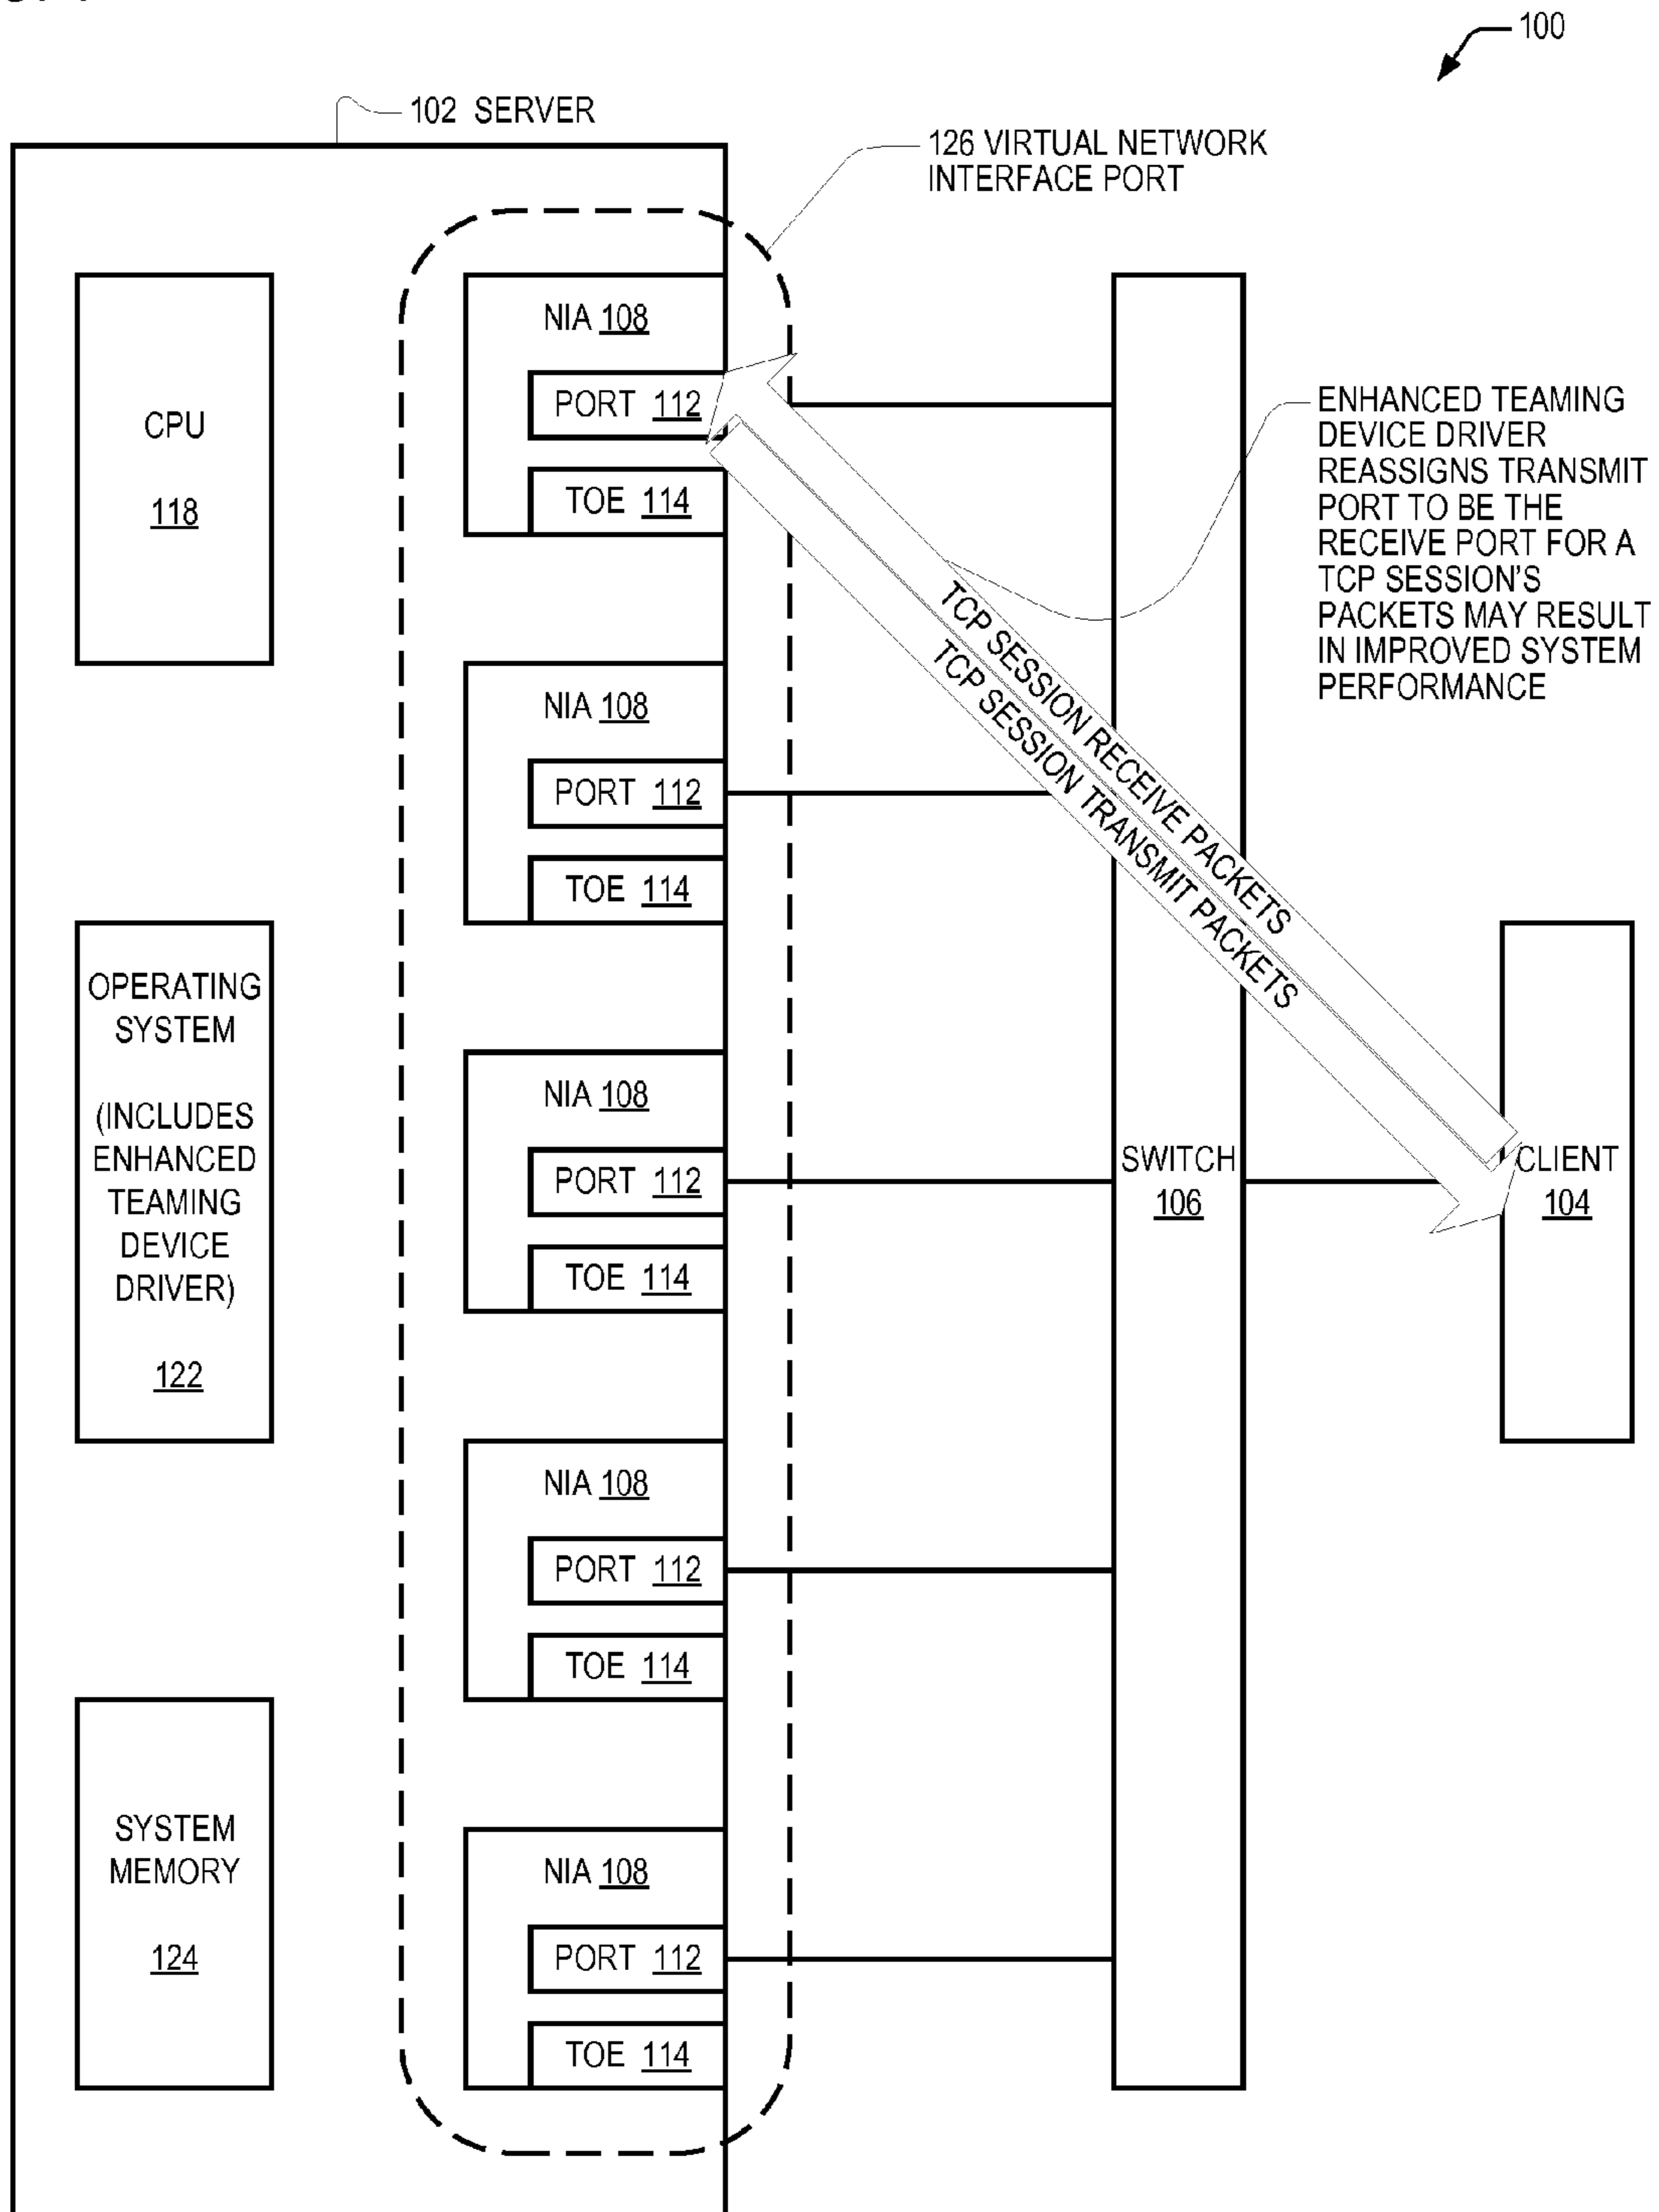 100
102 SERVER
126 VIRTUAL NETWORK
INTERFACE PORT
CPU
118
OPERATING
SYSTEM
(INCLUDES
ENHANCED
TEAMING
DEVICE
DRIVER)
122
SYSTEM
MEMORY
124
NIA 108
PORT 112
TOE 114
NIA 108
PORT 112
TOE 114
NIA 108
PORT 112
TOE 114
NIA 108
PORT 112
TOE 114
NIA 108
PORT 112
TOE 114
TCP SESSION RECEIVE PACKETS
TCP SESSION TRANSMIT PACKETS
SWITCH
106
ENHANCED TEAMING
DEVICE DRIVER
REASSIGNS TRANSMIT
PORT TO BE THE
RECEIVE PORT FOR A
TCP SESSION'S
PACKETS MAY RESULT
IN IMPROVED SYSTEM
PERFORMANCE
CLIENT
104